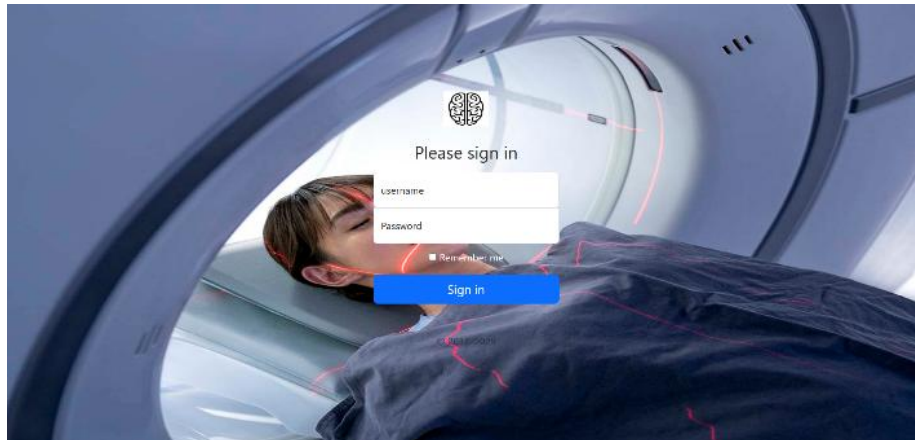 Please sign in
username
Password
Remember me
Sign in